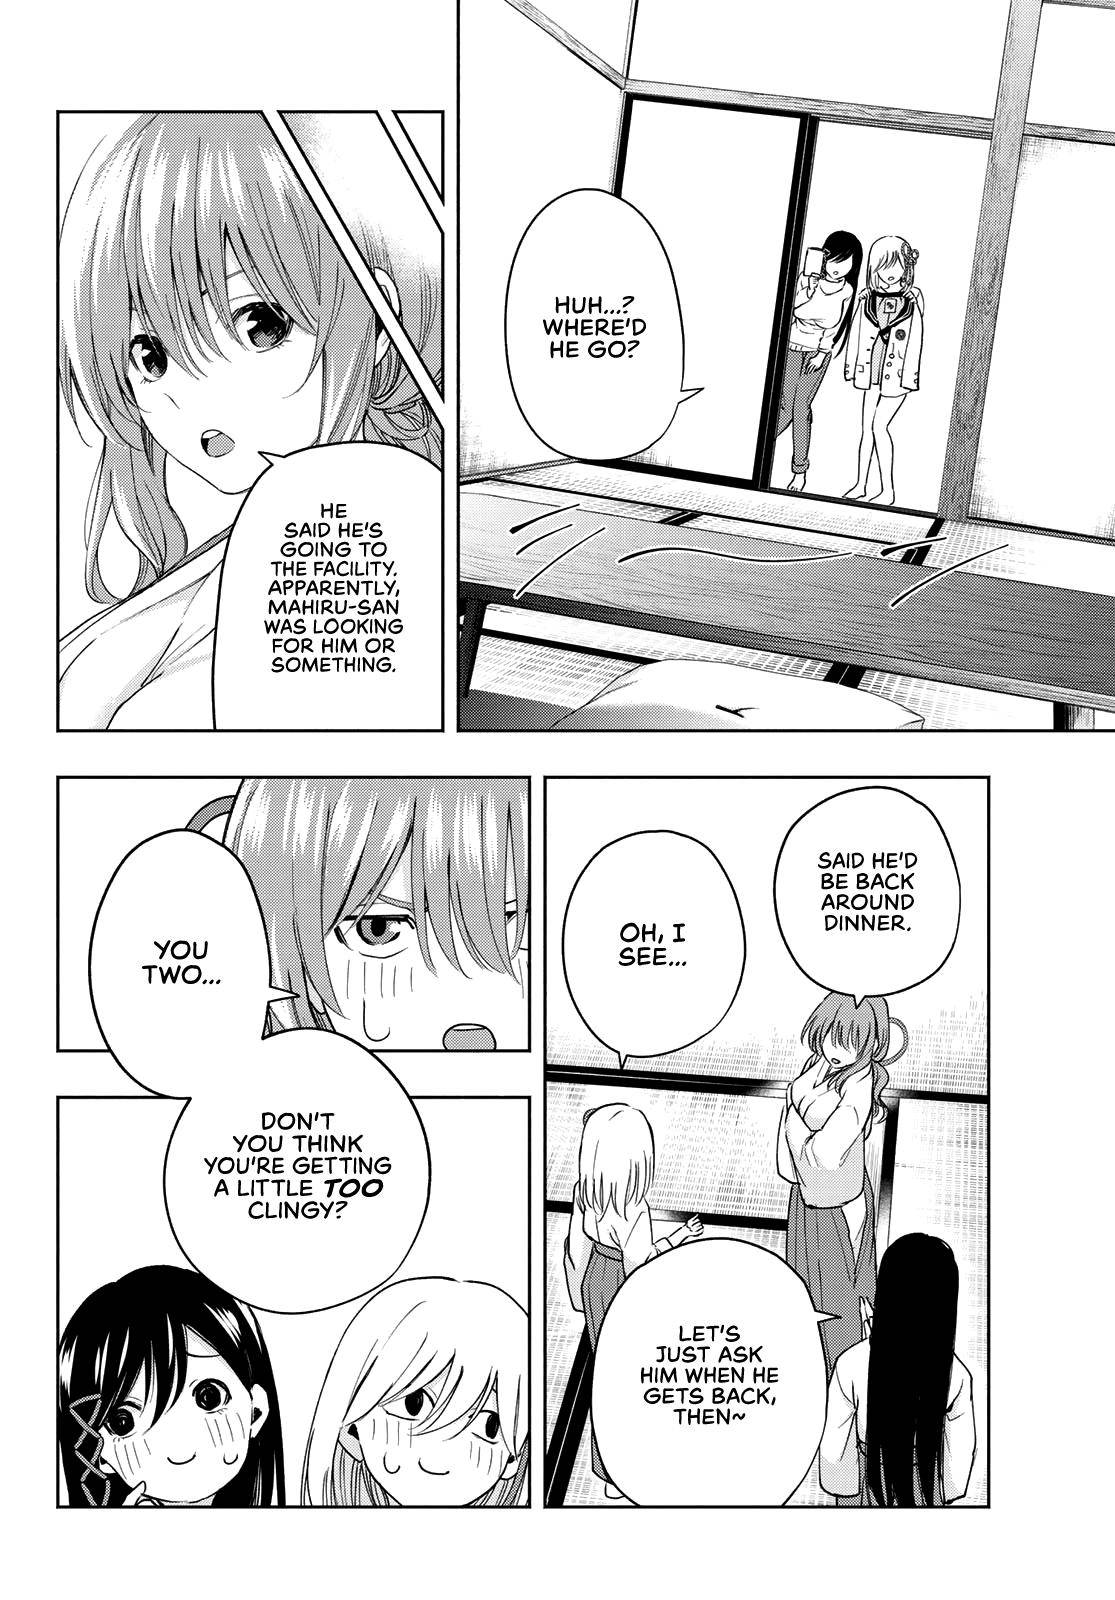 HUH...?
WHERE'D
HE GO?
HE
SAID HE'S
GOING TO
THE FACILITY.
APPARENTLY,
MAHIRU-SAN
WAS LOOKING
FOR HIM OR
SOMETHING.
SAID HE'D
BE BACK
AROUND
DINNER.
OH, I
SEE...
LET'S
JUST ASK
HIM WHEN HE
GETS BACK,
THEN~
YOU
TWO...
DON'T
YOU THINK
YOU'RE GETTING
A LITTLE TOO
CLINGY?